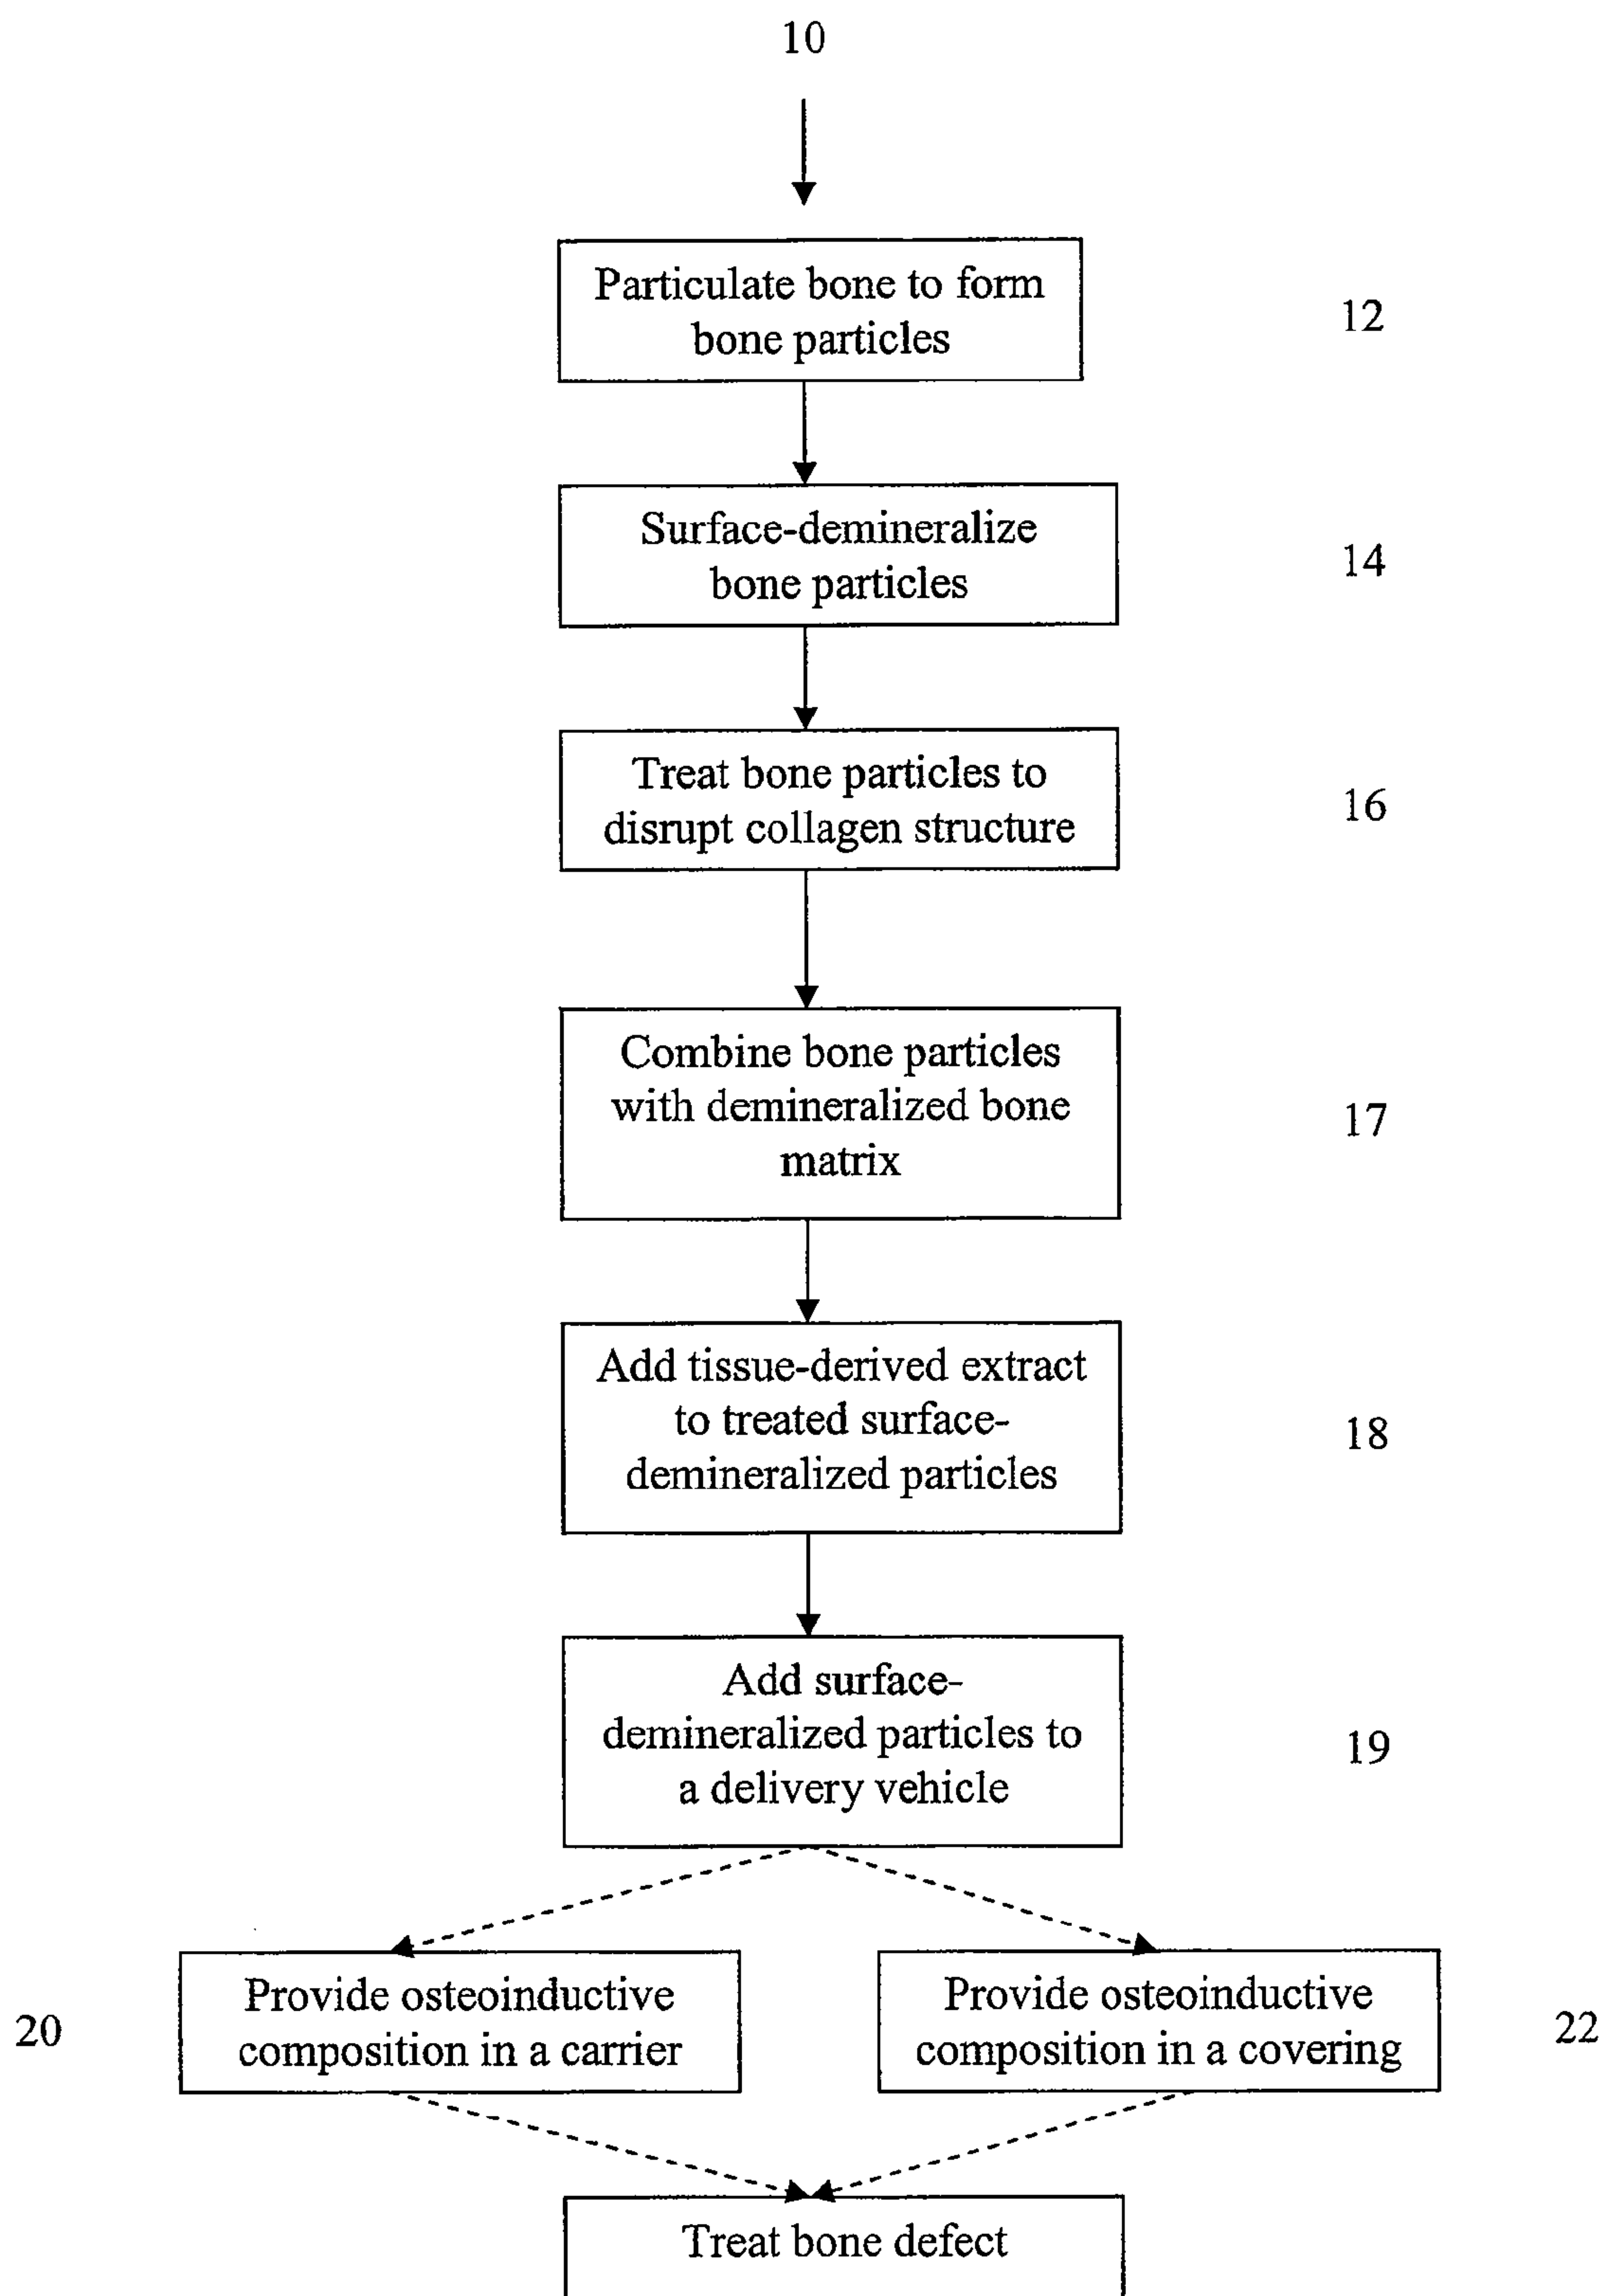 10
Particulate bone to form
bone particles
12
Surface-demineralize
bone particles
14
Treat bone particles to
disrupt collagen structure
16
Combine bone particles
with demineralized bone
matrix
17
Add tissue-derived extract
to treated surface-
demineralized particles
18
Add surface-
demineralized particles to
a delivery vehicle
19
20
Provide osteoinductive
composition in a carrier
Provide osteoinductive
composition in a covering
22
Treat bone defect